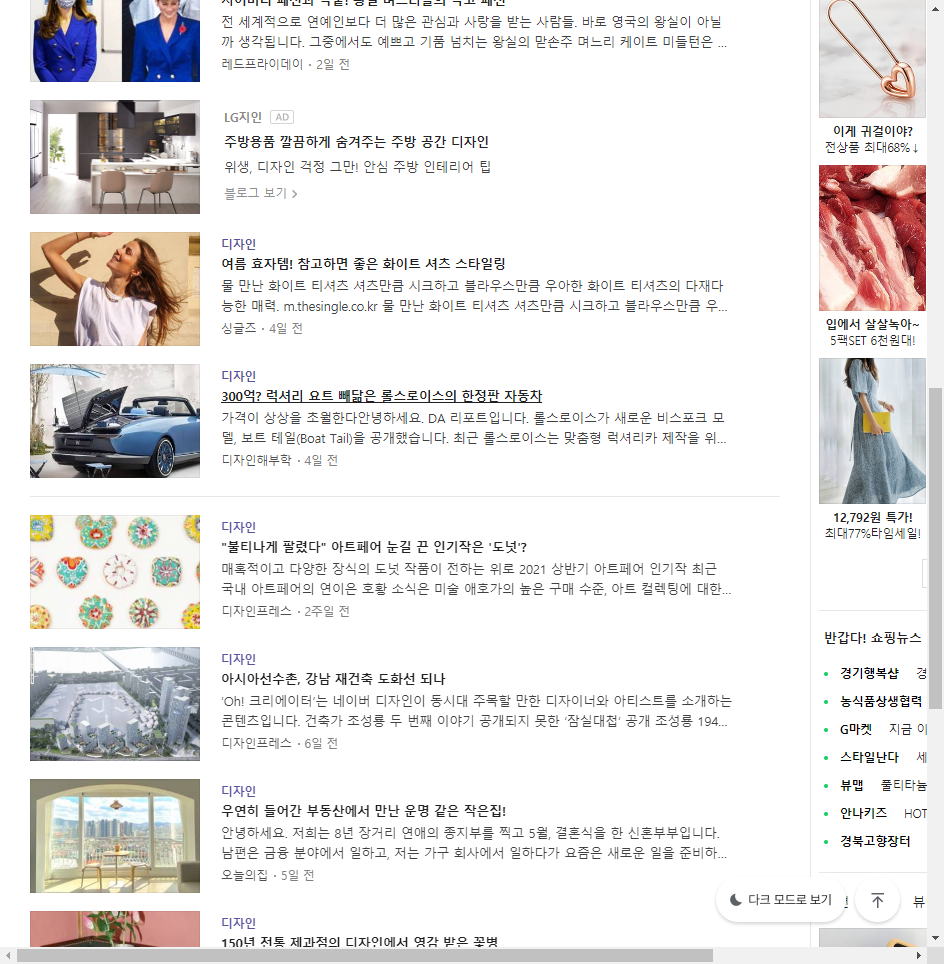 전 세계적으로 연예인보다 더 많은 관심과 사랑을 받는 사람들. 바로 영국의 왕실이 아닐
까 생각됩니다. 그중에서도 예쁘고 기품 넘치는 왕실의 맏손주 며느리 케이트 미들턴은 ...
레드프라이데이 · 2일 전
LG지인 AD
주방용품 깔끔하게 숨겨주는 주방 공간 디자인
위생, 디자인 걱정 그만! 안심 주방 인테리어 팁
블로그 보기 >
디자인
여름 효자템! 참고하면 좋은 화이트 셔츠 스타일링
물 만난 화이트 티셔츠 셔츠만큼 시크하고 블라우스만큼 우아한 화이트 티셔츠의 다재다
능한 매력. m.thesingle.co.kr 물 만난 화이트 티셔츠 셔츠만큼 시크하고 블라우스만큼 우...
싱글즈 · 4일 전
디자인
300억? 럭셔리 요트 빼닮은 롤스로이스의 한정판 자동차
가격이 상상을 초월한다안녕하세요. DA 리포트입니다. 롤스로이스가 새로운 비스포크 모
델, 보트 테일(Boat Tail)을 공개했습니다. 최근 롤스로이스는 맞춤형 럭셔리카 제작을 위...
디자인해부학 · 4일 전
디자인
"불티나게 팔렸다" 아트페어 눈길 끈 인기작은 '도넛'?
매혹적이고 다양한 장식의 도넛 작품이 전하는 위로 2021 상반기 아트페어 인기작 최근
국내 아트페어의 연이은 호황 소식은 미술 애호가의 높은 구매 수준, 아트 컬렉팅에 대한...
디자인프레스 · 2주일 전
디자인
아시아선수촌, 강남 재건축 도화선 되나
‘Oh! 크리에이터’는 네이버 디자인이 동시대 주목할 만한 디자이너와 아티스트를 소개하는
콘텐츠입니다. 건축가 조성룡 두 번째 이야기 공개되지 못한 ‘잠실대첩’ 공개 조성룡 194...
디자인프레스 · 6일 전
디자인
우연히 들어간 부동산에서 만난 운명 같은 작은집!
안녕하세요. 저희는 8년 장거리 연애의 종지부를 찍고 5월, 결혼식을 한 신혼부부입니다.
남편은 금융 분야에서 일하고, 저는 가구 회사에서 일하다가 요즘은 새로운 일을 준비하...
오늘의집 · 5일 전
디자인
150년 전통 제과점의 디자인에서 영감 받은 꽃병
이게 귀걸이야?
전상품 최대68%↓
입에서 살살녹아~
5팩SET 6천원대!
12,792원 특가!
최대77%타임세일!
반갑다! 쇼핑뉴스
경기행복샵 경
농식품상생협력
G마켓 지금 이
스타일난다 세
뷰맵 풀티타늄
안나키즈 HOT
경북고향장터
다크 모드로 보기
뷰